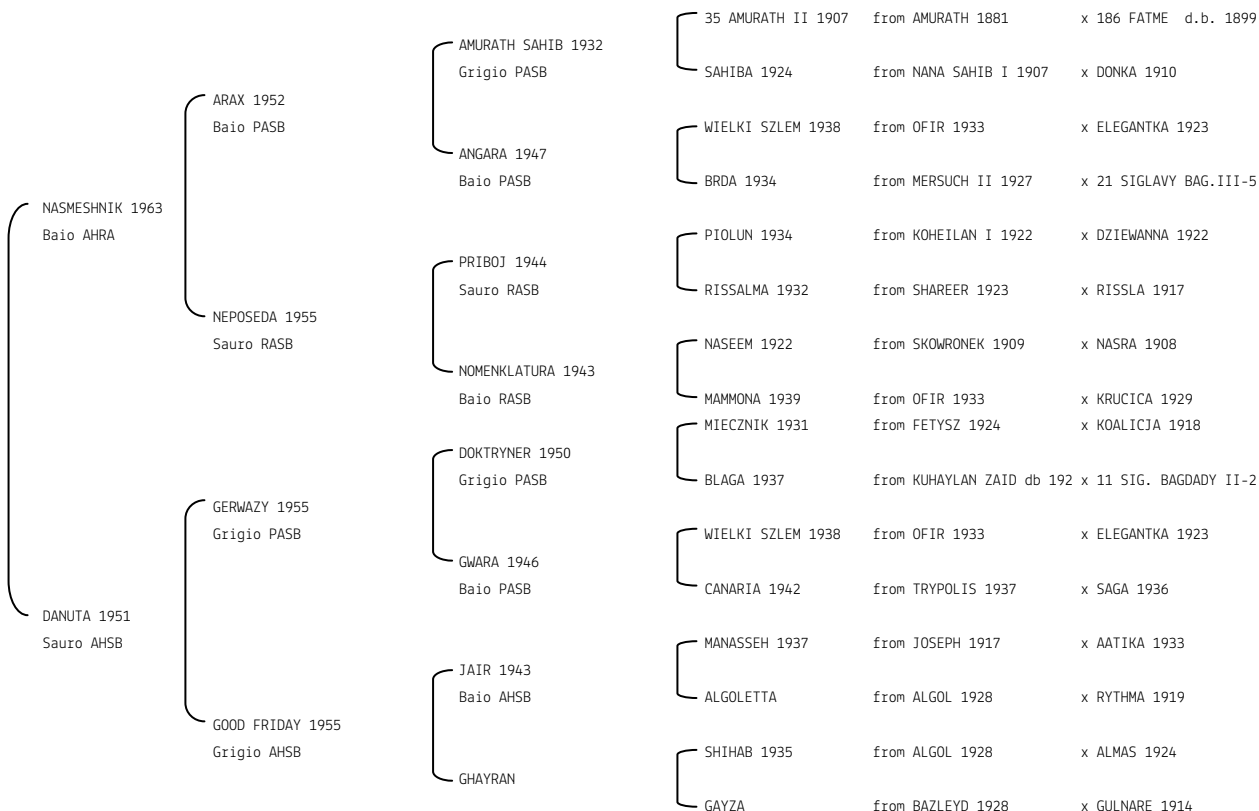 35 AMURATH II 1907 from AMURATH 1881 x 186 FATME d.b. 1899
AMURATH SAHIB 1932
Grigio PASB
SAHIBA 1924 from NANA SAHIB I 1907 x DONKA 1910
ARAX 1952
Baio PASB
WIELKI SZLEM 1938 from OFIR 1933 x ELEGANTKA 1923
ANGARA 1947
Baio PASB
BRDA 1934 from MERSUCH II 1927 x 21 SIGLAVY BAG.III-5
NASMESHNIK 1963
Baio AHRA
PIOLUN 1934 from KOHEILAN I 1922 x DZIEWANNA 1922
PRIBOJ 1944
Sauro RASB
RISSALMA 1932 from SHAREER 1923 x RISSLA 1917
NEPOSEDA 1955
Sauro RASB
NASEEM 1922 from SKOWRONEK 1909 x NASRA 1908
NOMENKLATURA 1943
Baio RASB
MAMMONA 1939 from OFIR 1933 x KRUCICA 1929
MIECZNIK 1931 from FETYSZ 1924 x KOALICJA 1918
DOKTRYNER 1950
Grigio PASB
BLAGA 1937 from KUHAYLAN ZAID db 192 x 11 SIG. BAGDADY II-2
GERWAZY 1955
Grigio PASB
WIELKI SZLEM 1938 from OFIR 1933 x ELEGANTKA 1923
GWARA 1946
Baio PASB
CANARIA 1942 from TRYPOLIS 1937 x SAGA 1936
DANUTA 1951
Sauro AHSB
MANASSEH 1937 from JOSEPH 1917 x AATIKA 1933
JAIR 1943
Baio AHSB
ALGOLETTA from ALGOL 1928 x RYTHMA 1919
GOOD FRIDAY 1955
Grigio AHSB
SHIHAB 1935 from ALGOL 1928 x ALMAS 1924
GHAYRAN
GAYZA from BAZLEYD 1928 x GULNARE 1914